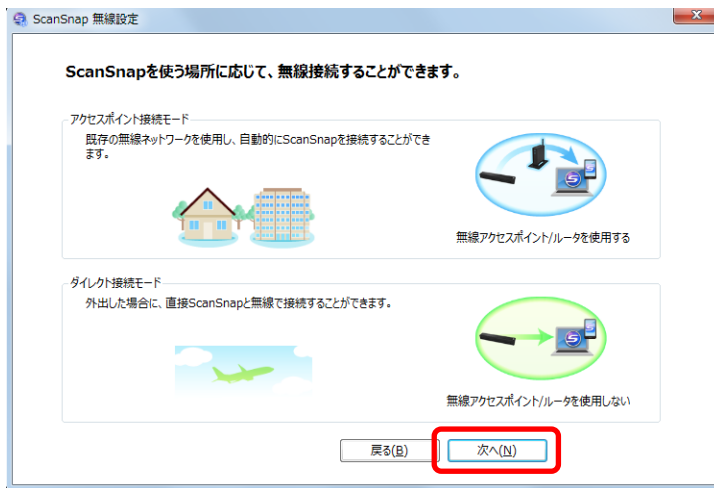 ScanSnap 無線設定
ScanSnapを使う場所に応じて、無線接続することができます。
アクセスポイント接続モード
既存の無線ネットワークを使用し、自動的にScanSnapを接続することができ
ます。
無線アクセスポイント/ルータを使用する
ダイレクト接続モード
外出した場合に、直接ScanSnapと無線で接続することができます。
無線アクセスポイント/ルータを使用しない
戻る(B)
次へ(N)